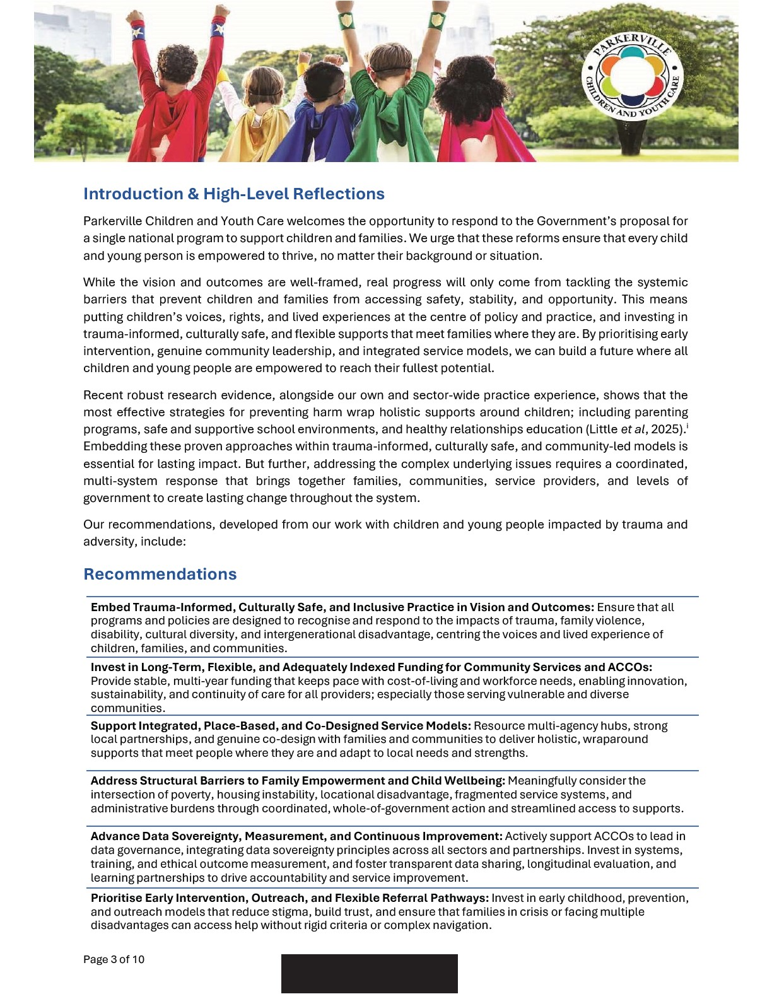 PARKERVILLE
CHILDREN AND YOUTH CARE
Introduction & High-Level Reflections
Parkerville Children and Youth Care welcomes the opportunity to respond to the Government’s proposal for
a single national program to support children and families. We urge that these reforms ensure that every child
and young person is empowered to thrive, no matter their background or situation.
While the vision and outcomes are well-framed, real progress will only come from tackling the systemic
barriers that prevent children and families from accessing safety, stability, and opportunity. This means
putting children’s voices, rights, and lived experiences at the centre of policy and practice, and investing in
trauma-informed, culturally safe, and flexible supports that meet families where they are. By prioritising early
intervention, genuine community leadership, and integrated service models, we can build a future where all
children and young people are empowered to reach their fullest potential.
Recent robust research evidence, alongside our own and sector-wide practice experience, shows that the
most effective strategies for preventing harm wrap holistic supports around children; including parenting
programs, safe and supportive school environments, and healthy relationships education (Little et al, 2025).i
Embedding these proven approaches within trauma-informed, culturally safe, and community-led models is
essential for lasting impact. But further, addressing the complex underlying issues requires a coordinated,
multi-system response that brings together families, communities, service providers, and levels of
government to create lasting change throughout the system.
Our recommendations, developed from our work with children and young people impacted by trauma and
adversity, include:
Recommendations
Embed Trauma-Informed, Culturally Safe, and Inclusive Practice in Vision and Outcomes: Ensure that all
programs and policies are designed to recognise and respond to the impacts of trauma, family violence,
disability, cultural diversity, and intergenerational disadvantage, centring the voices and lived experience of
children, families, and communities.
Invest in Long-Term, Flexible, and Adequately Indexed Funding for Community Services and ACCOs:
Provide stable, multi-year funding that keeps pace with cost-of-living and workforce needs, enabling innovation,
sustainability, and continuity of care for all providers; especially those serving vulnerable and diverse
communities.
Support Integrated, Place-Based, and Co-Designed Service Models: Resource multi-agency hubs, strong
local partnerships, and genuine co-design with families and communities to deliver holistic, wraparound
supports that meet people where they are and adapt to local needs and strengths.
Address Structural Barriers to Family Empowerment and Child Wellbeing: Meaningfully consider the
intersection of poverty, housing instability, locational disadvantage, fragmented service systems, and
administrative burdens through coordinated, whole-of-government action and streamlined access to supports.
Advance Data Sovereignty, Measurement, and Continuous Improvement: Actively support ACCOs to lead in
data governance, integrating data sovereignty principles across all sectors and partnerships. Invest in systems,
training, and ethical outcome measurement, and foster transparent data sharing, longitudinal evaluation, and
learning partnerships to drive accountability and service improvement.
Prioritise Early Intervention, Outreach, and Flexible Referral Pathways: Invest in early childhood, prevention,
and outreach models that reduce stigma, build trust, and ensure that families in crisis or facing multiple
disadvantages can access help without rigid criteria or complex navigation.
Page 3 of 10